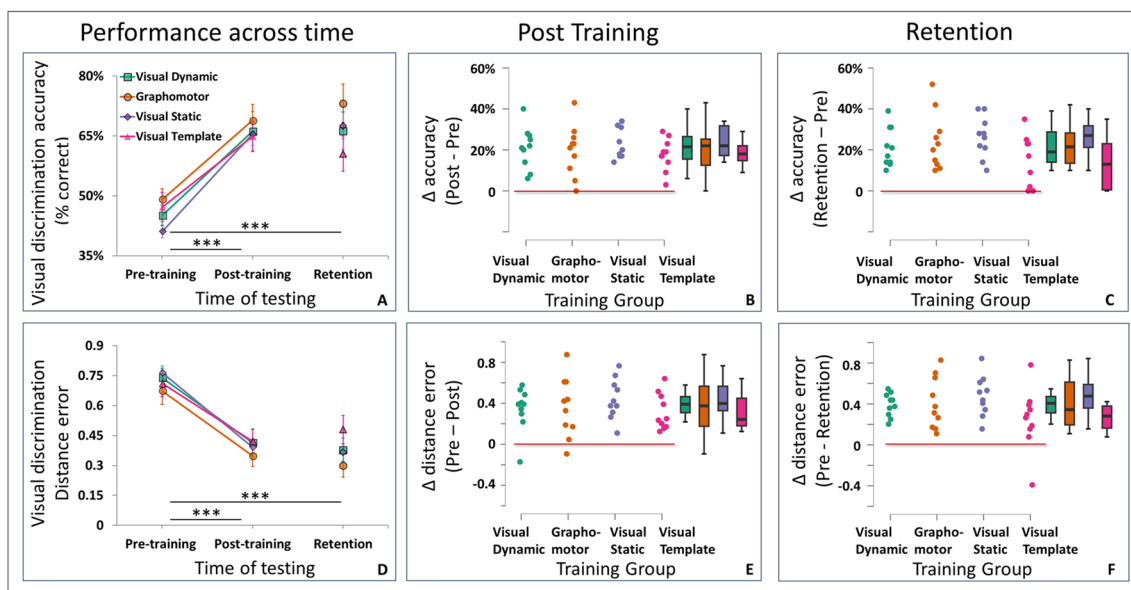 Performance across time
Post Training
Retention
Visual discrimination accuracy
(% correct)
80%
65%
50%
35%
Visual Dynamic
Graphomotor
Visual Static
Visual Template
***
***
Pre-training
Post-training
Retention
Time of testing
A
Δ accuracy
(Post - Pre)
60%
40%
20%
0
Visual
Dynamic
Grapho-
motor
Visual
Static
Visual
Template
Training Group
B
Δ accuracy
(Retention – Pre)
60%
40%
20%
0
Visual
Dynamic
Grapho-
motor
Visual
Static
Visual
Template
Training Group
C
Visual discrimination
Distance error
0.9
0.75
0.6
0.45
0.3
0.15
0
***
***
Pre-training
Post-training
Retention
Time of testing
D
Δ distance error
(Pre – Post)
0.8
0.4
0
-0.4
Visual
Dynamic
Grapho-
motor
Visual
Static
Visual
Template
Training Group
E
Δ distance error
(Pre - Retention)
0.8
0.4
0
-0.4
Visual
Dynamic
Grapho-
motor
Visual
Static
Visual
Template
Training Group
F